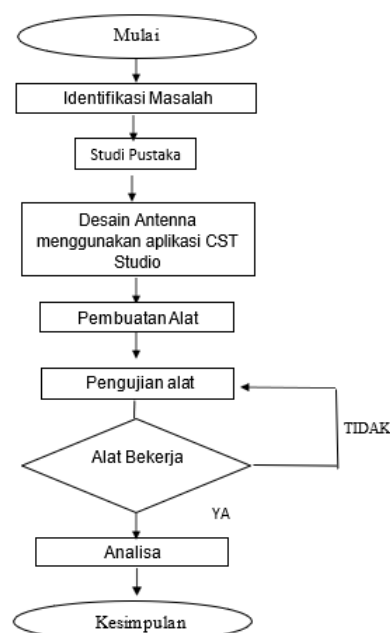 Mulai
Identifikasi Masalah
Studi Pustaka
Desain Antenna
menggunakan aplikasi CST
Studio
Pembuatan Alat
Pengujian alat
Alat Bekerja
TIDAK
YA
Analisa
Kesimpulan